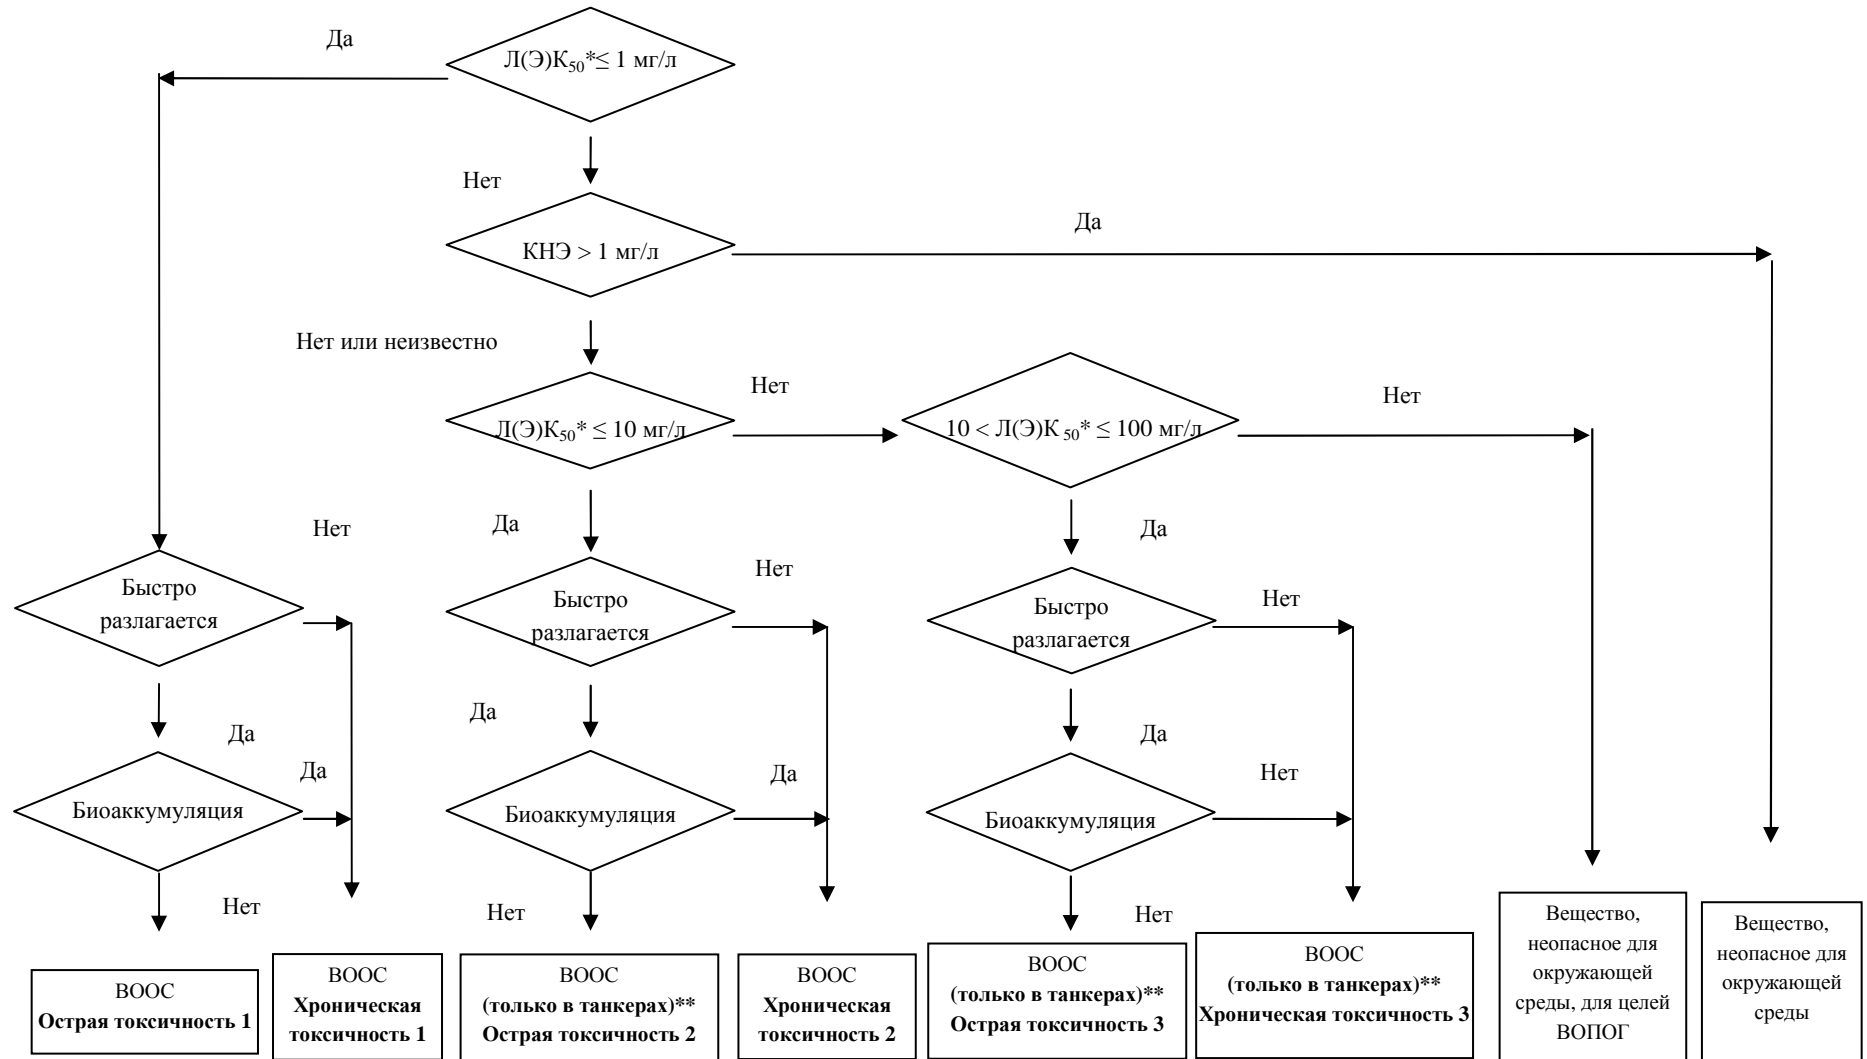 Да
Л(Э)К50*≤ 1 мг/л
Нет
КНЭ > 1 мг/л
Да
Нет или неизвестно
Л(Э)К50* ≤ 10 мг/л
Нет
10 < Л(Э)К 50* ≤ 100 мг/л
Нет
Нет
Да
Да
Быстро
разлагается
Быстро
разлагается
Нет
Быстро
разлагается
Нет
Да
Да
Да
Биоаккумуляция
Да
Биоаккумуляция
Да
Биоаккумуляция
Нет
Нет
Нет
Нет
ВООС
Острая токсичность 1
ВООС
Хроническая
токсичность 1
ВООС
(только в танкерах)**
Острая токсичность 2
ВООС
Хроническая
токсичность 2
ВООС
(только в танкерах)**
Острая токсичность 3
ВООС
(только в танкерах)**
Хроническая токсичность 3
Вещество,
неопасное для
окружающей
среды, для целей
ВОПОГ
Вещество,
неопасное для
окружающей
среды